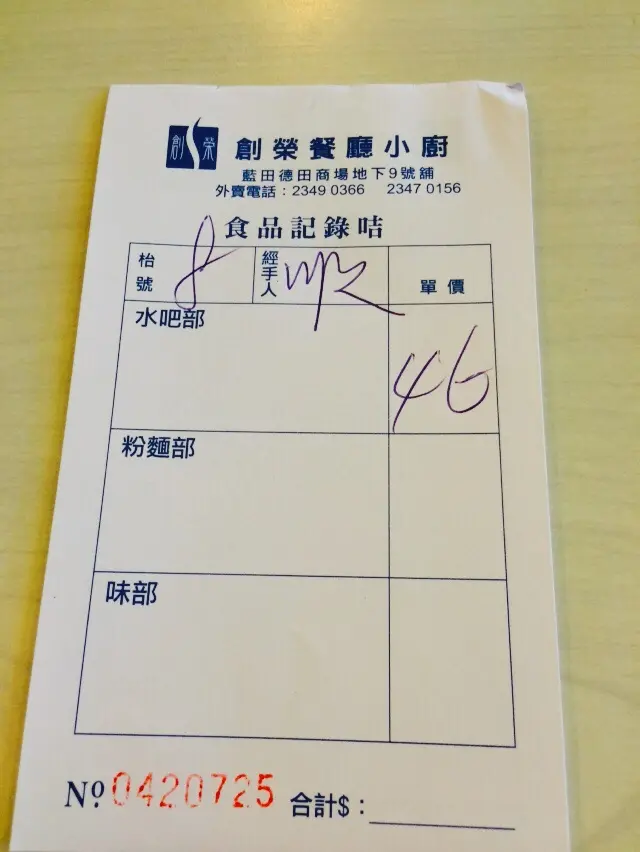 創榮
創榮餐廳小廚
藍田德田商場地下9號舖
外賣電話：2349 0366 2347 0156
食品記錄咭
枱號 8 經手人 單價
水吧部 46
粉麵部
味部
Nº 0420725 合計$：